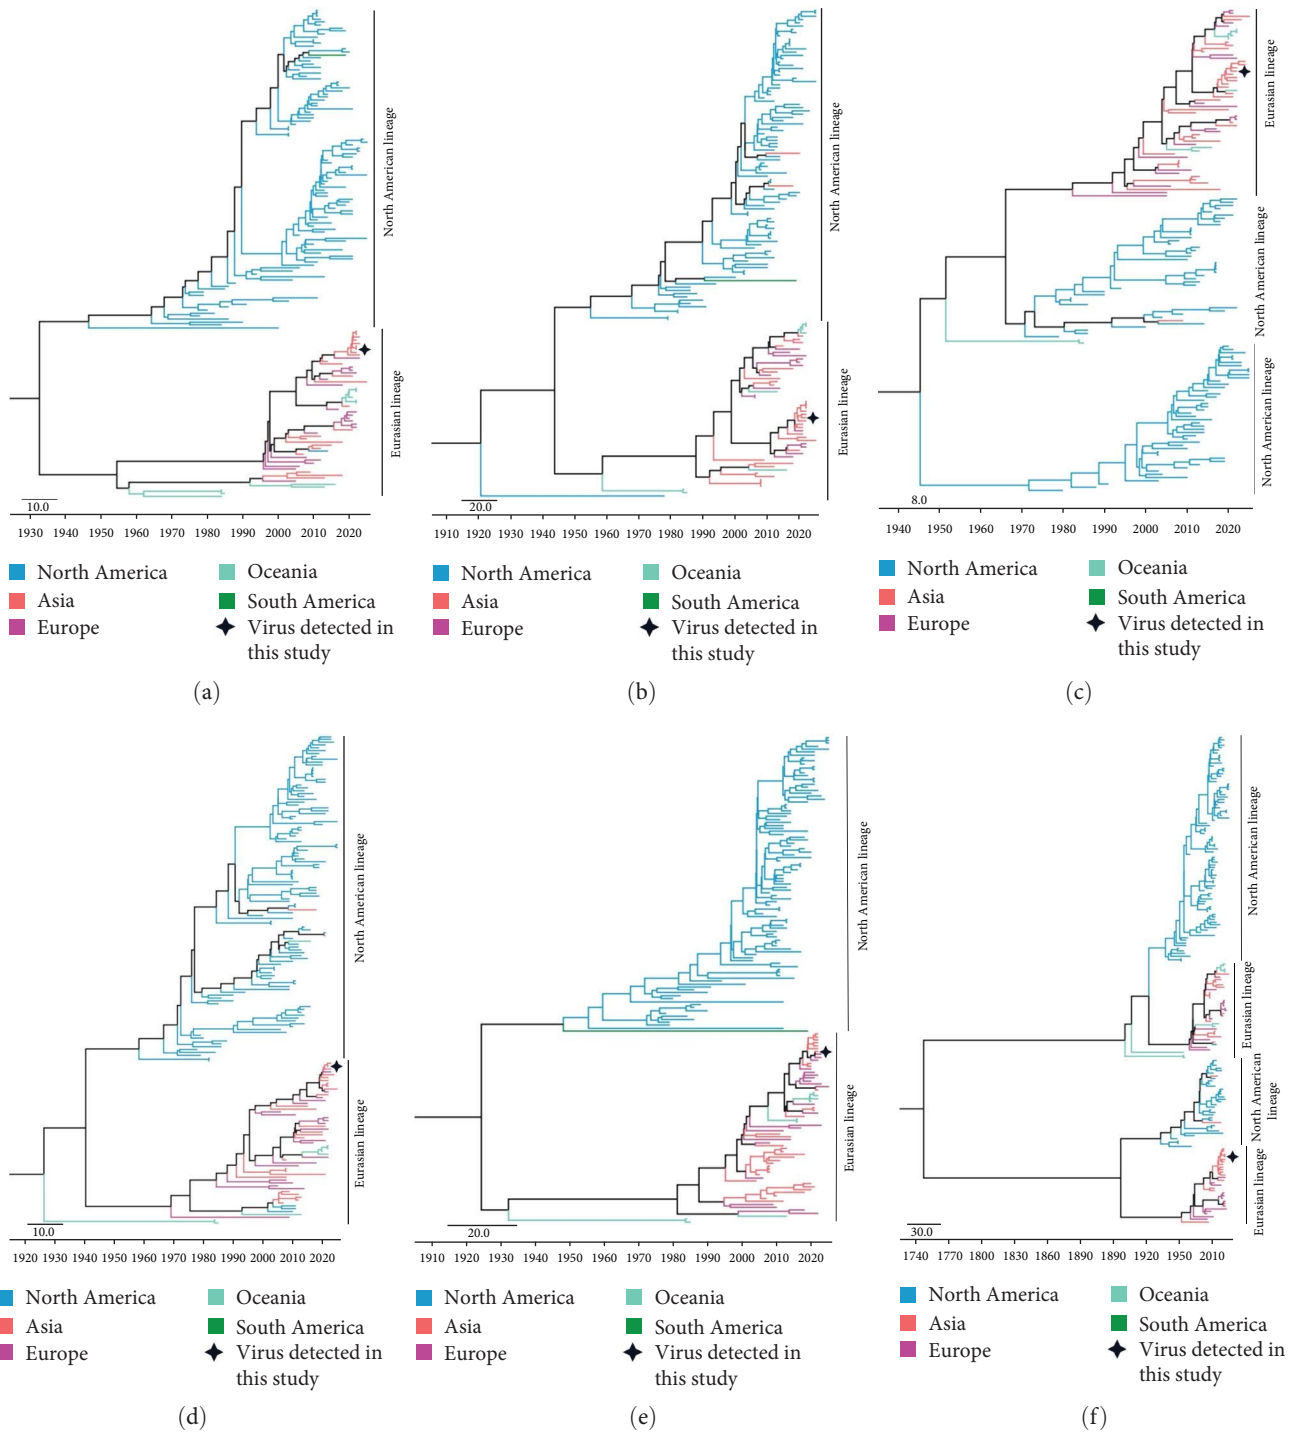 North American lineage
Eurasian lineage
10.0
1930 1940 1950 1960 1970 1980 1990 2000 2010 2020
North America
Asia
Europe
Oceania
South America
Virus detected in
this study
(a)
North American lineage
Eurasian lineage
20.0
1910 1920 1930 1940 1950 1960 1970 1980 1990 2000 2010 2020
North America
Asia
Europe
Oceania
South America
Virus detected in
this study
(b)
Eurasian lineage
North American lineage
North American lineage
8.0
1940 1950 1960 1970 1980 1990 2000 2010 2020
North America
Asia
Europe
Oceania
South America
Virus detected in
this study
(c)
North American lineage
Eurasian lineage
10.0
1920 1930 1940 1950 1960 1970 1980 1990 2000 2010 2020
North America
Asia
Europe
Oceania
South America
Virus detected in
this study
(d)
North American lineage
Eurasian lineage
20.0
1910 1920 1930 1940 1950 1960 1970 1980 1990 2000 2010 2020
North America
Asia
Europe
Oceania
South America
Virus detected in
this study
(e)
North American lineage
Eurasian lineage
North American
lineage
Eurasian lineage
30.0
1740 1770 1800 1830 1860 1890 1890 1920 1950 2010
North America
Asia
Europe
Oceania
South America
Virus detected in
this study
(f)